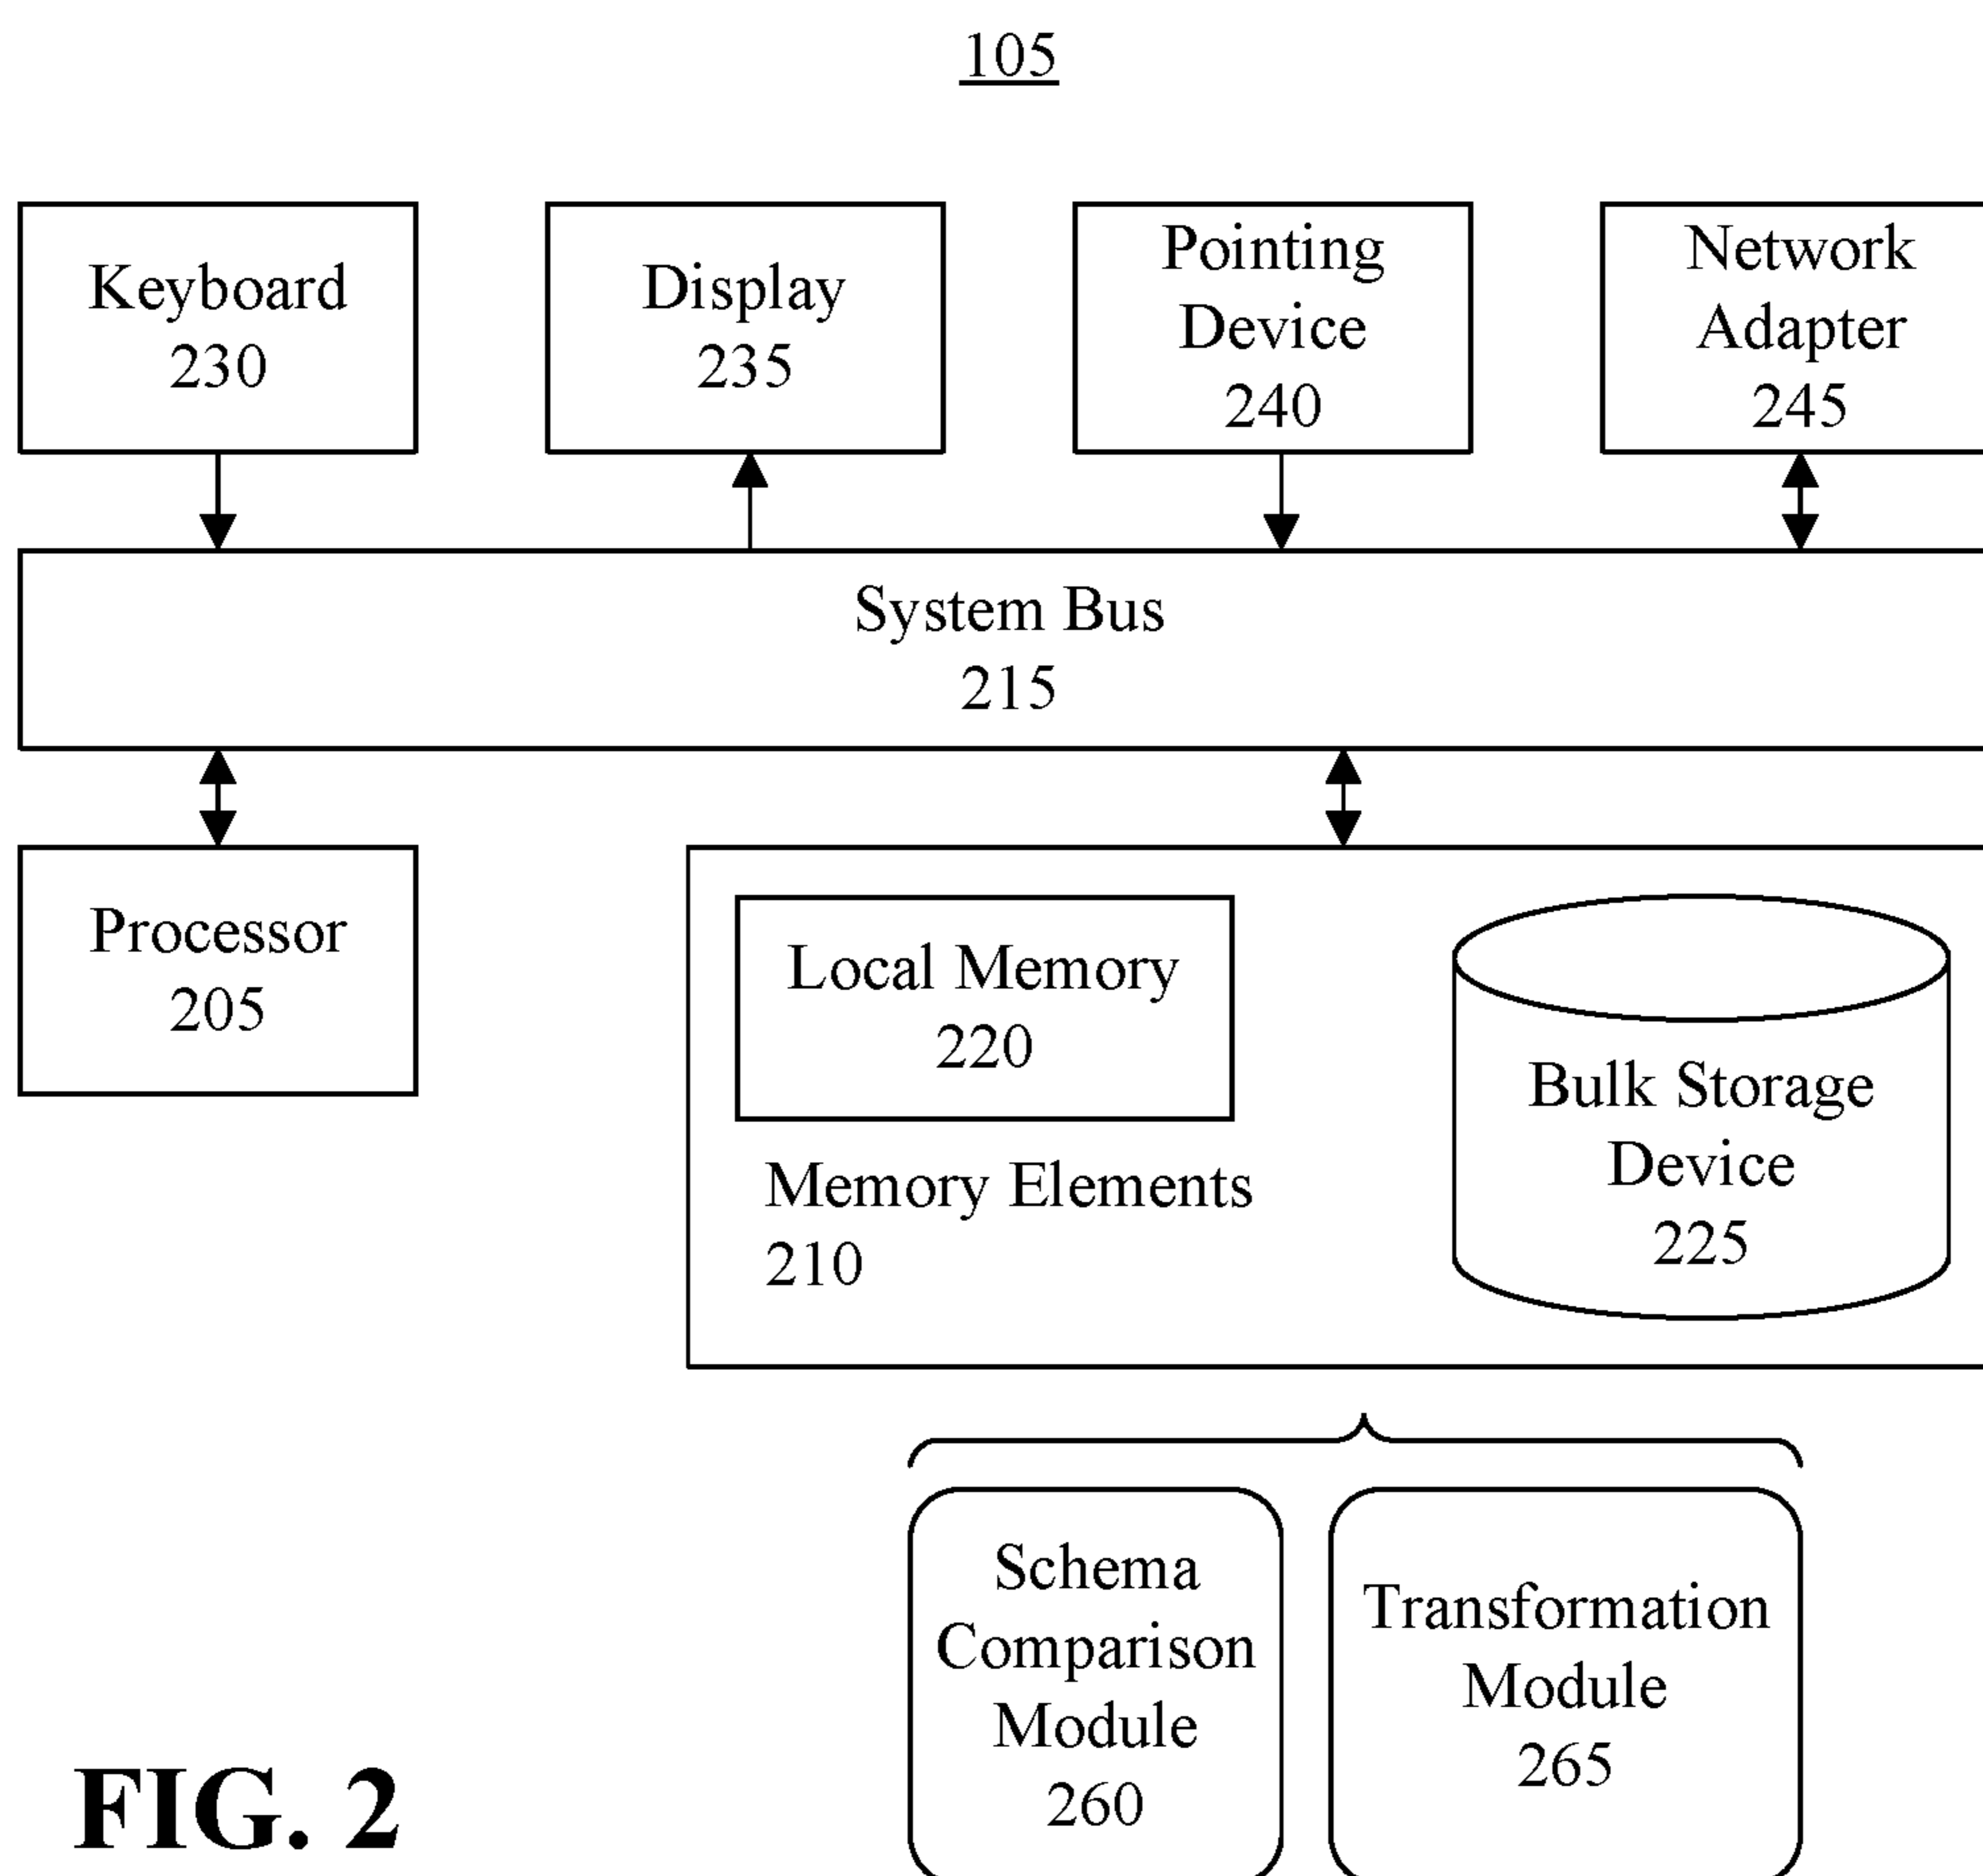 105
Keyboard
230
Display
235
Pointing
Device
240
Network
Adapter
245
System Bus
215
Processor
205
Local Memory
220
Memory Elements
210
Bulk Storage
Device
225
Schema
Comparison
Module
260
Transformation
Module
265
FIG. 2